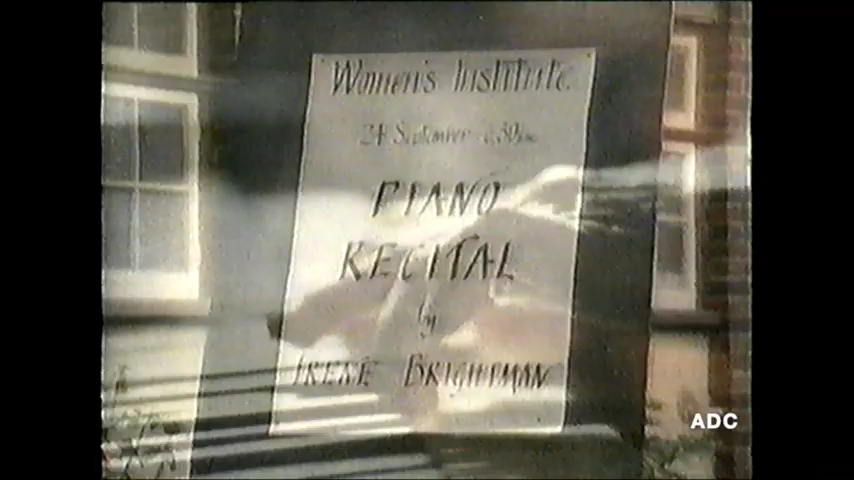 Women's Institute
24 September
PIANO
RECITAL
by
IRENE BRIGHTMAN
ADC